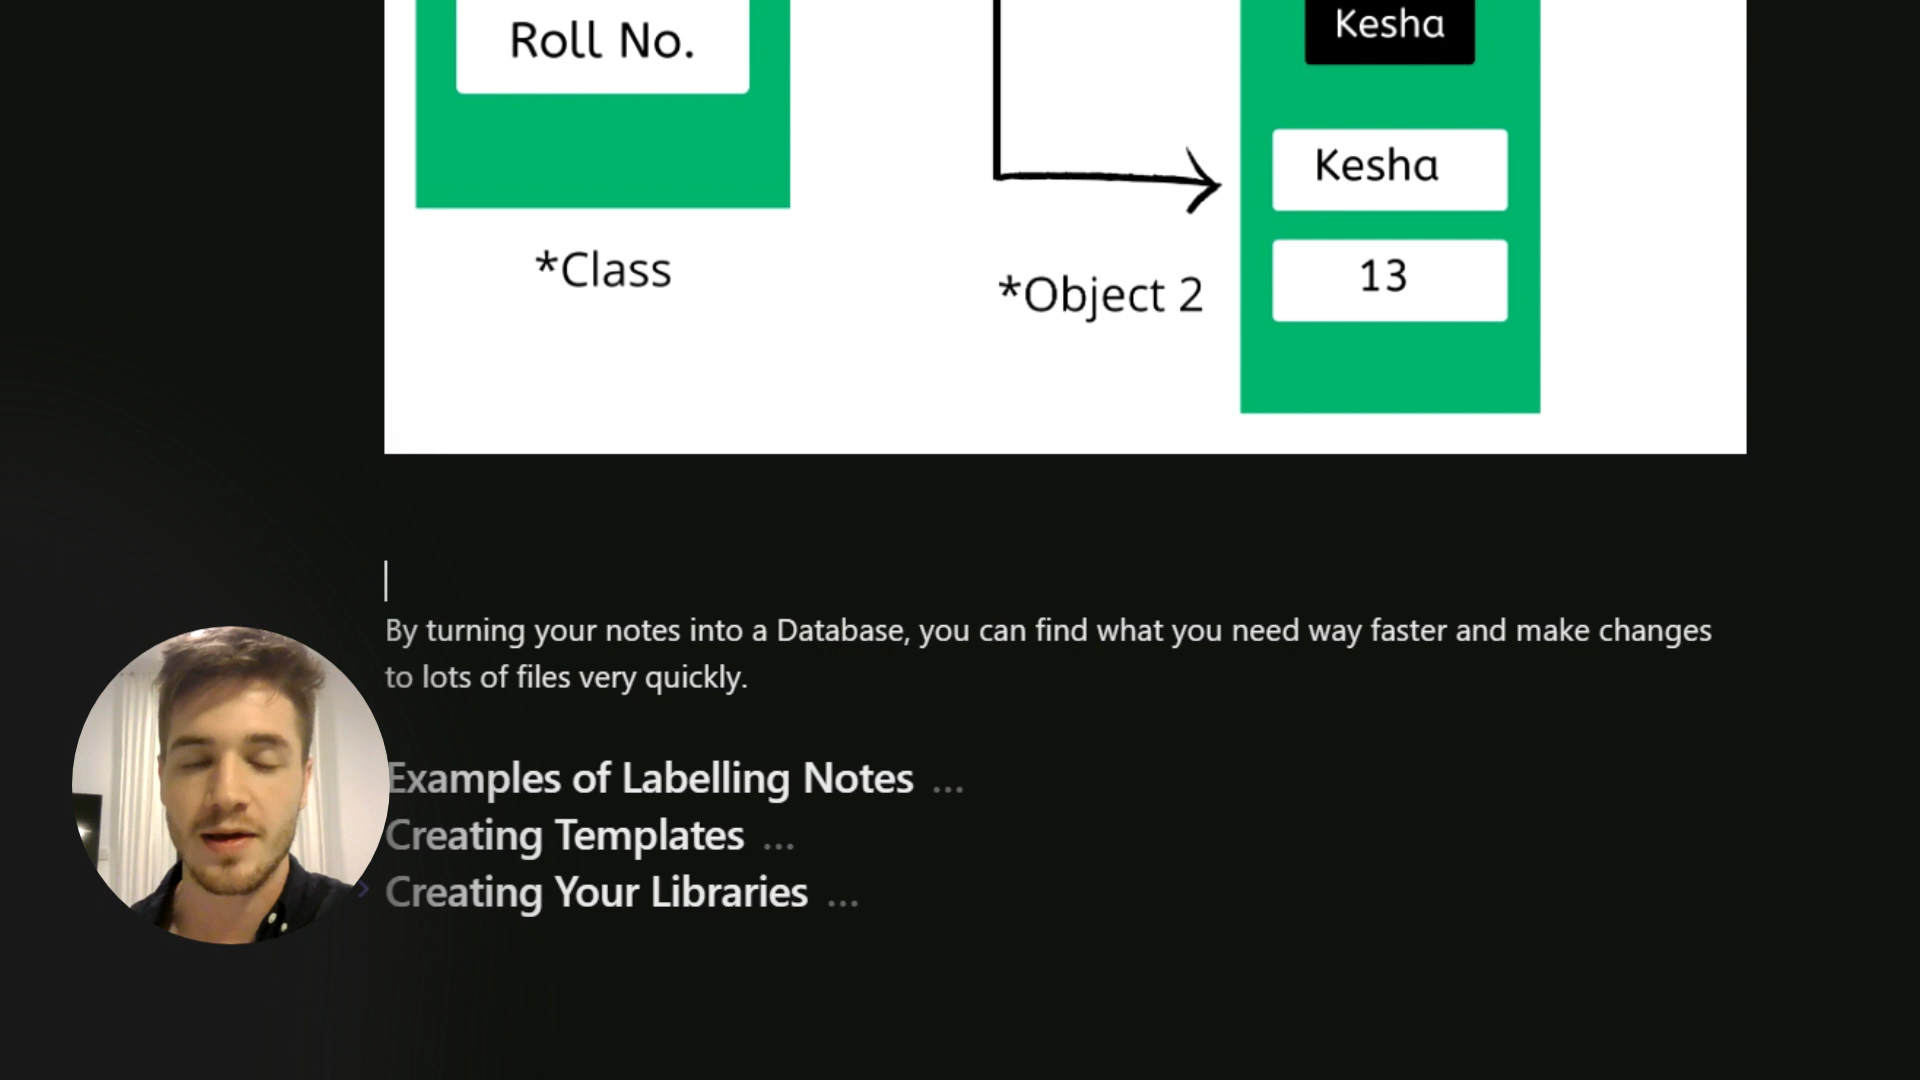 Roll No.
*Class
Kesha
Kesha
13
*Object 2
By turning your notes into a Database, you can find what you need way faster and make changes
to lots of files very quickly.
Examples of Labelling Notes ...
Creating Templates ...
Creating Your Libraries ...